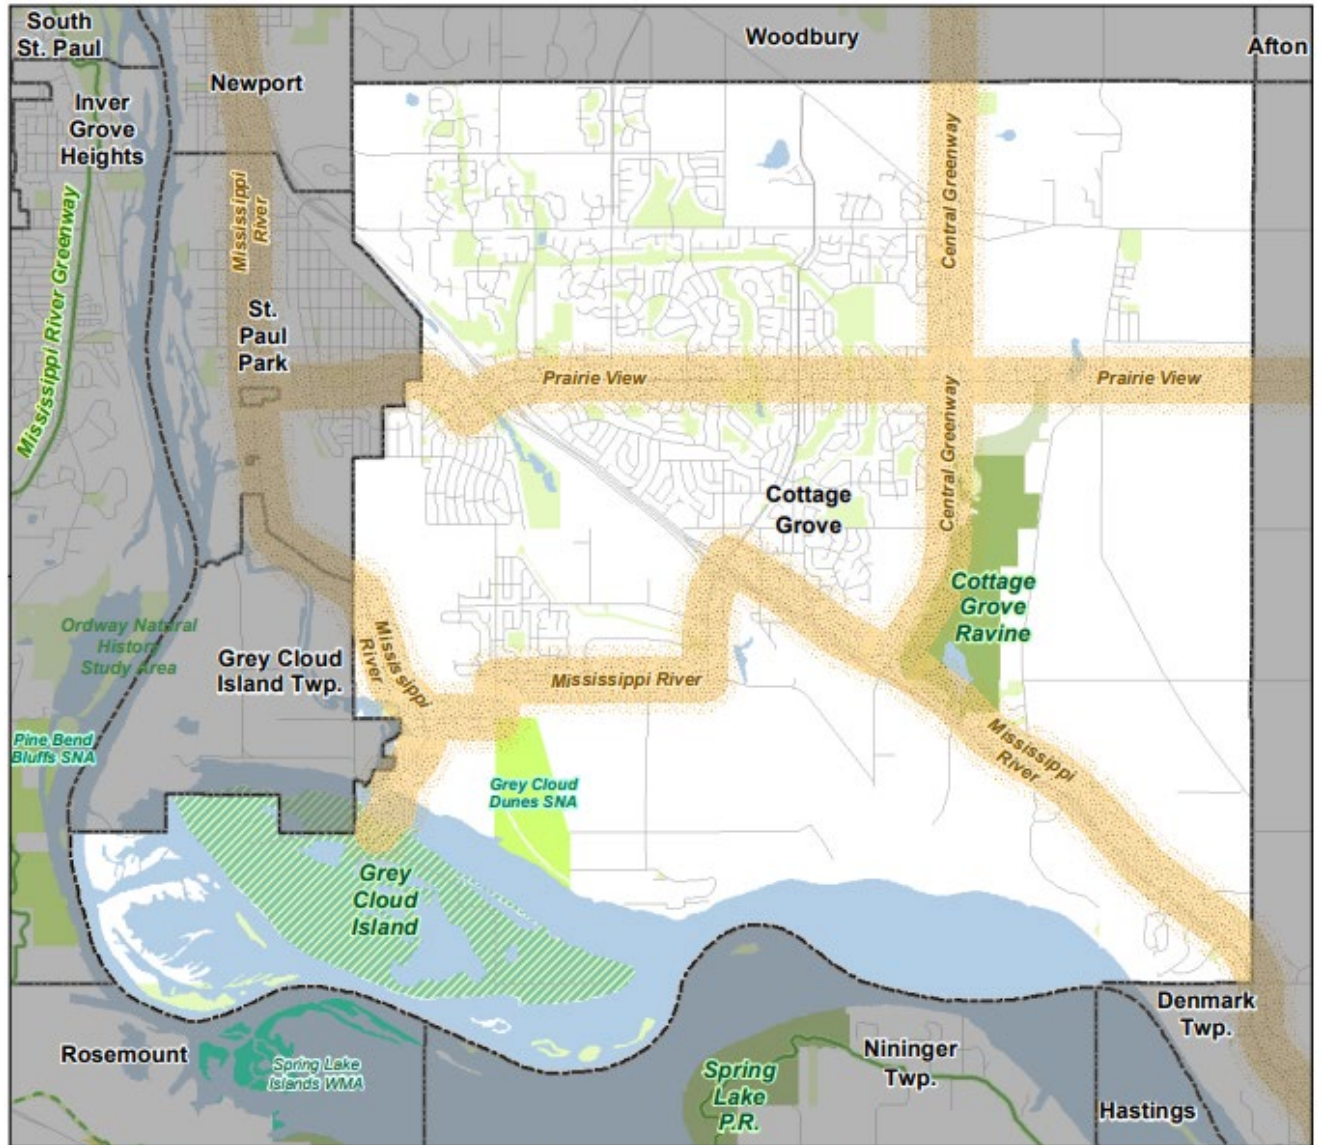 South
St. Paul
Woodbury
Afton
Newport
Inver
Grove
Heights
Mississippi River Greenway
Mississippi
River
Central Greenway
St.
Paul
Park
Prairie View
Prairie View
Central Greenway
Cottage
Grove
Cottage
Grove
Ravine
Ordway Natural
History
Study Area
Grey Cloud
Island Twp.
Mississippi
River
Mississippi River
Mississippi
River
Pine Bend
Bluffs SNA
Grey Cloud
Dunes SNA
Grey
Cloud
Island
Denmark
Twp.
Rosemount
Spring Lake
Islands WMA
Spring
Lake
P.R.
Nininger
Twp.
Hastings